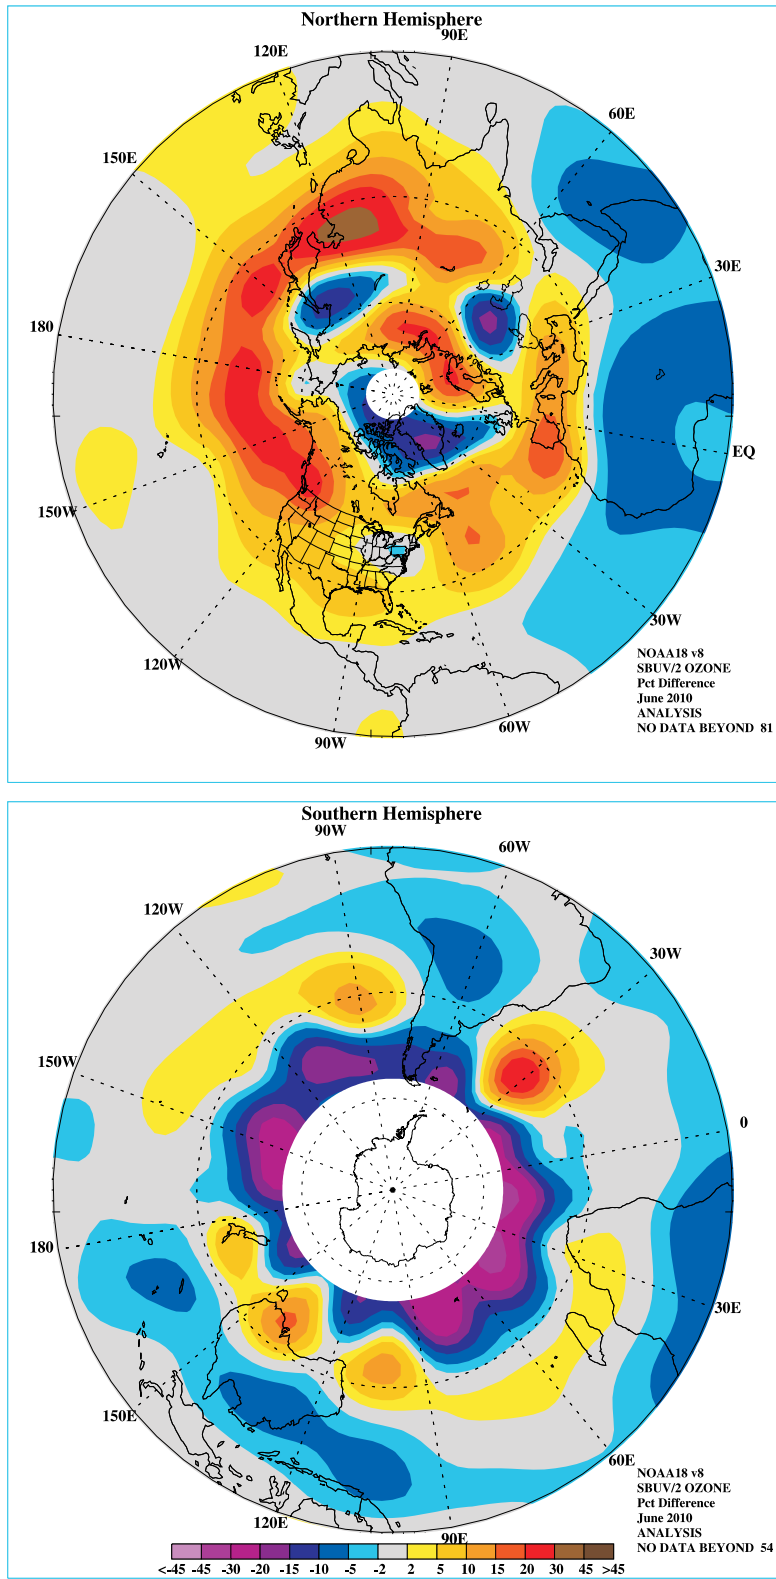 Northern Hemisphere
90E
120E
60E
150E
30E
180
EQ
150W
30W
120W
60W
90W
NOAA18 v8
SBUV/2 OZONE
Pct Difference
June 2010
ANALYSIS
NO DATA BEYOND 81
Southern Hemisphere
90W
60W
120W
30W
150W
0
180
30E
150E
60E
120E
90E
NOAA18 v8
SBUV/2 OZONE
Pct Difference
June 2010
ANALYSIS
NO DATA BEYOND 54
<-45 -45 -30 -20 -15 -10 -5 -2 2 5 10 15 20 30 45 >45